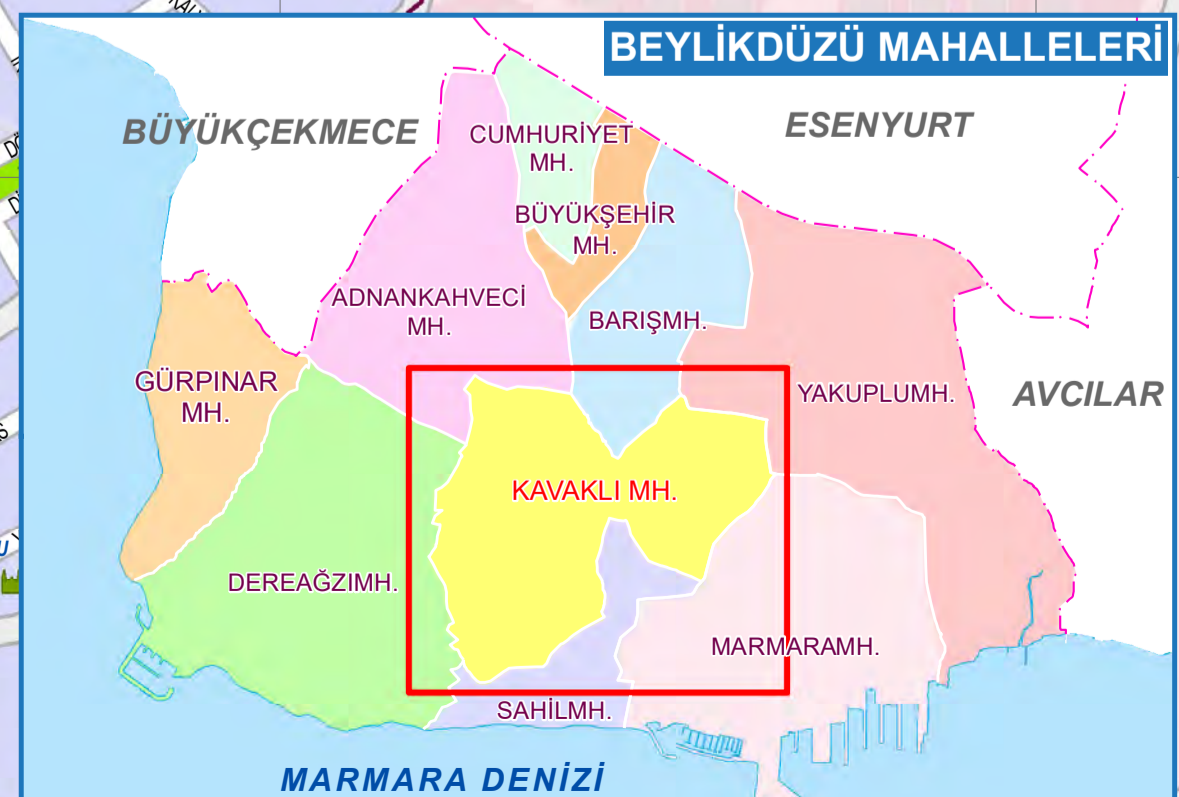 BEYLİKDÜZÜ MAHALLELERİ
BÜYÜKÇEKMECE
CUMHURİYET
MH.
ESENYURT
BÜYÜKŞEHİR
MH.
ADNANKAHVECİ
MH.
BARIŞMH.
GÜRPINAR
MH.
YAKUPLUMH.
AVCILAR
KAVAKLI MH.
DEREAĞZIMH.
MARMARAMH.
SAHİLMH.
MARMARA DENİZİ